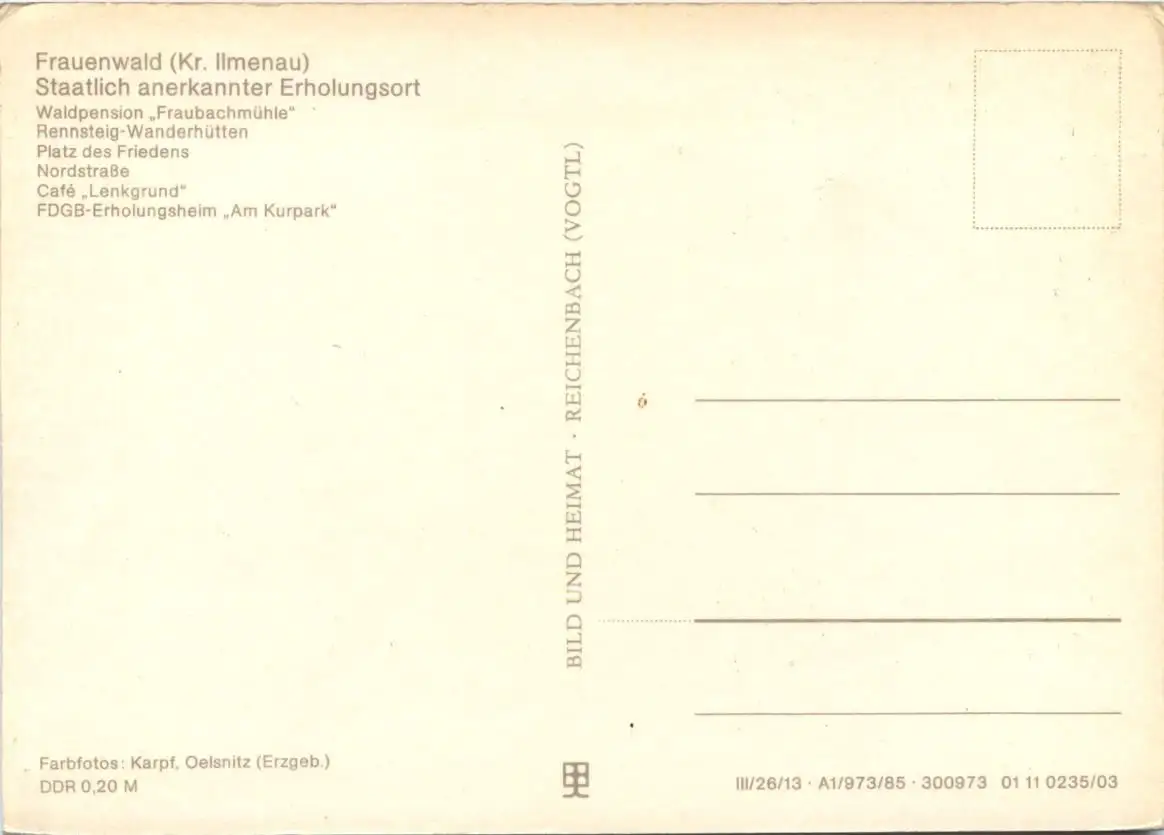 Frauenwald (Kr. Ilmenau)
Staatlich anerkannter Erholungsort
Waldpension „Fraubachmühle“
Rennsteig-Wanderhütten
Platz des Friedens
Nordstraße
Café „Lenkgrund“
FDGB-Erholungsheim „Am Kurpark“
BILD UND HEIMAT · REICHENBACH (VOGTL)
Farbfotos: Karpf, Oelsnitz (Erzgeb.)
DDR 0,20 M
III/26/13 · A1/973/85 · 300973 01 11 0235/03